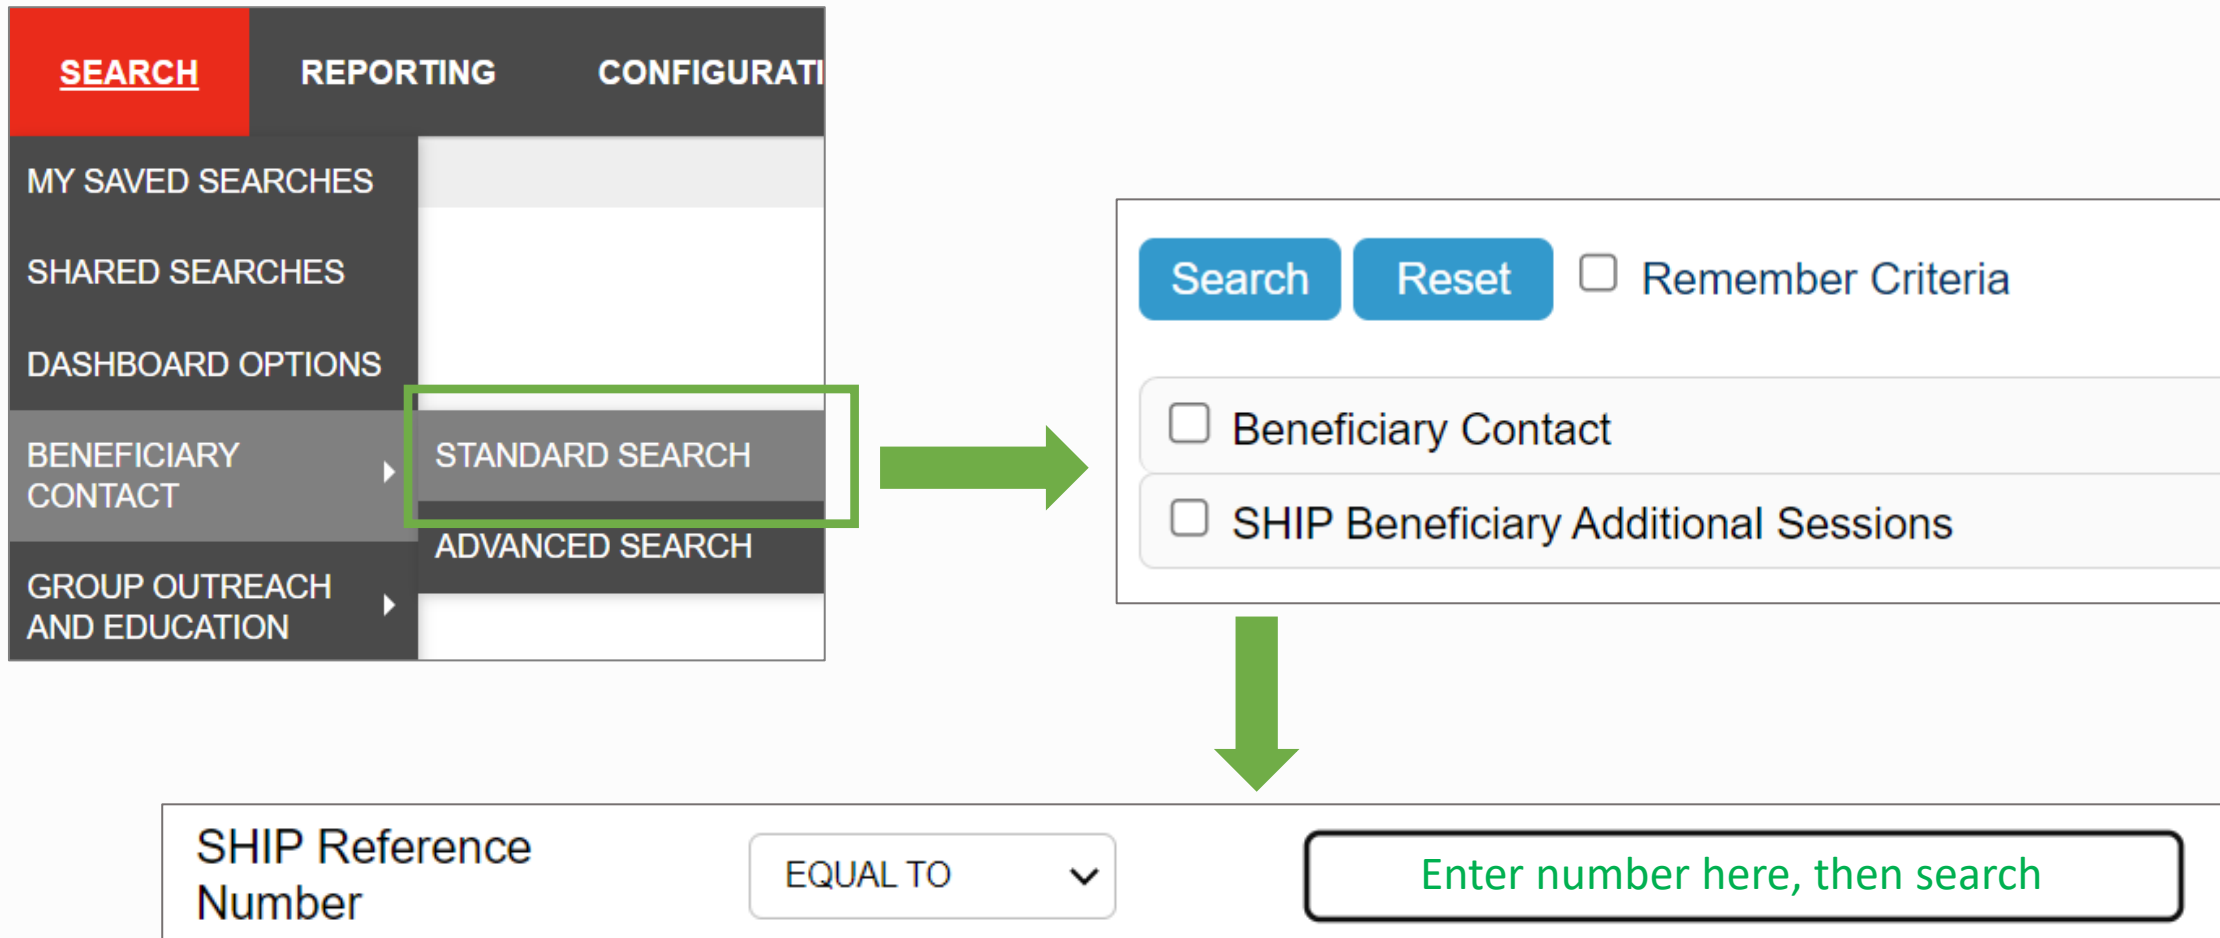 SEARCH REPORTING CONFIGURATI
MY SAVED SEARCHES
SHARED SEARCHES
DASHBOARD OPTIONS
BENEFICIARY
CONTACT
STANDARD SEARCH
ADVANCED SEARCH
GROUP OUTREACH
AND EDUCATION
Search Reset Remember Criteria
Beneficiary Contact
SHIP Beneficiary Additional Sessions
SHIP Reference
Number
EQUAL TO
Enter number here, then search